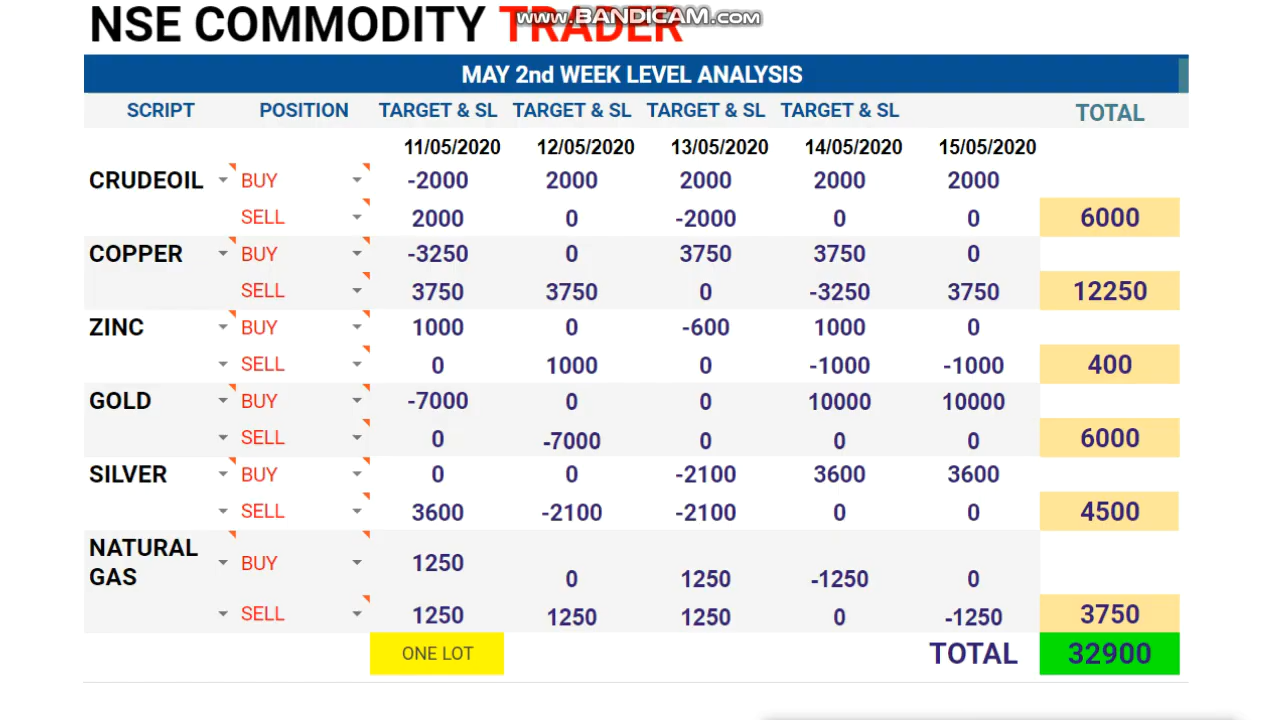 NSE COMMODITY TRADER
www.BANDICAM.com
MAY 2nd WEEK LEVEL ANALYSIS
SCRIPT POSITION TARGET & SL TARGET & SL TARGET & SL TARGET & SL TOTAL
11/05/2020 12/05/2020 13/05/2020 14/05/2020 15/05/2020
CRUDEOIL BUY -2000 2000 2000 2000 2000
SELL 2000 0 -2000 0 0 6000
COPPER BUY -3250 0 3750 3750 0
SELL 3750 3750 0 -3250 3750 12250
ZINC BUY 1000 0 -600 1000 0
SELL 0 1000 0 -1000 -1000 400
GOLD BUY -7000 0 0 10000 10000
SELL 0 -7000 0 0 0 6000
SILVER BUY 0 0 -2100 3600 3600
SELL 3600 -2100 -2100 0 0 4500
NATURAL
GAS BUY 1250 0 1250 -1250 0
SELL 1250 1250 1250 0 -1250 3750
ONE LOT TOTAL 32900